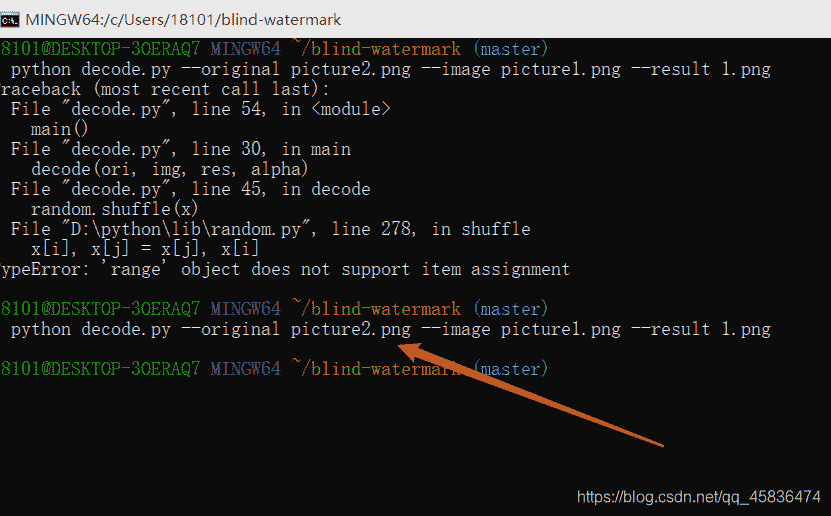 MINGW64:/c/Users/18101/blind-watermark
8101@DESKTOP-3OERAQ7 MINGW64 ~/blind-watermark (master)
python decode.py --original picture2.png --image picture1.png --result 1.png
raceback (most recent call last):
File "decode.py", line 54, in <module>
main()
File "decode.py", line 30, in main
decode(ori, img, res, alpha)
File "decode.py", line 45, in decode
random.shuffle(x)
File "D:\python\lib\random.py", line 278, in shuffle
x[i], x[j] = x[j], x[i]
ypeError: 'range' object does not support item assignment
8101@DESKTOP-3OERAQ7 MINGW64 ~/blind-watermark (master)
python decode.py --original picture2.png --image picture1.png --result 1.png
8101@DESKTOP-3OERAQ7 MINGW64 ~/blind-watermark (master)
https://blog.csdn.net/qq_45836474